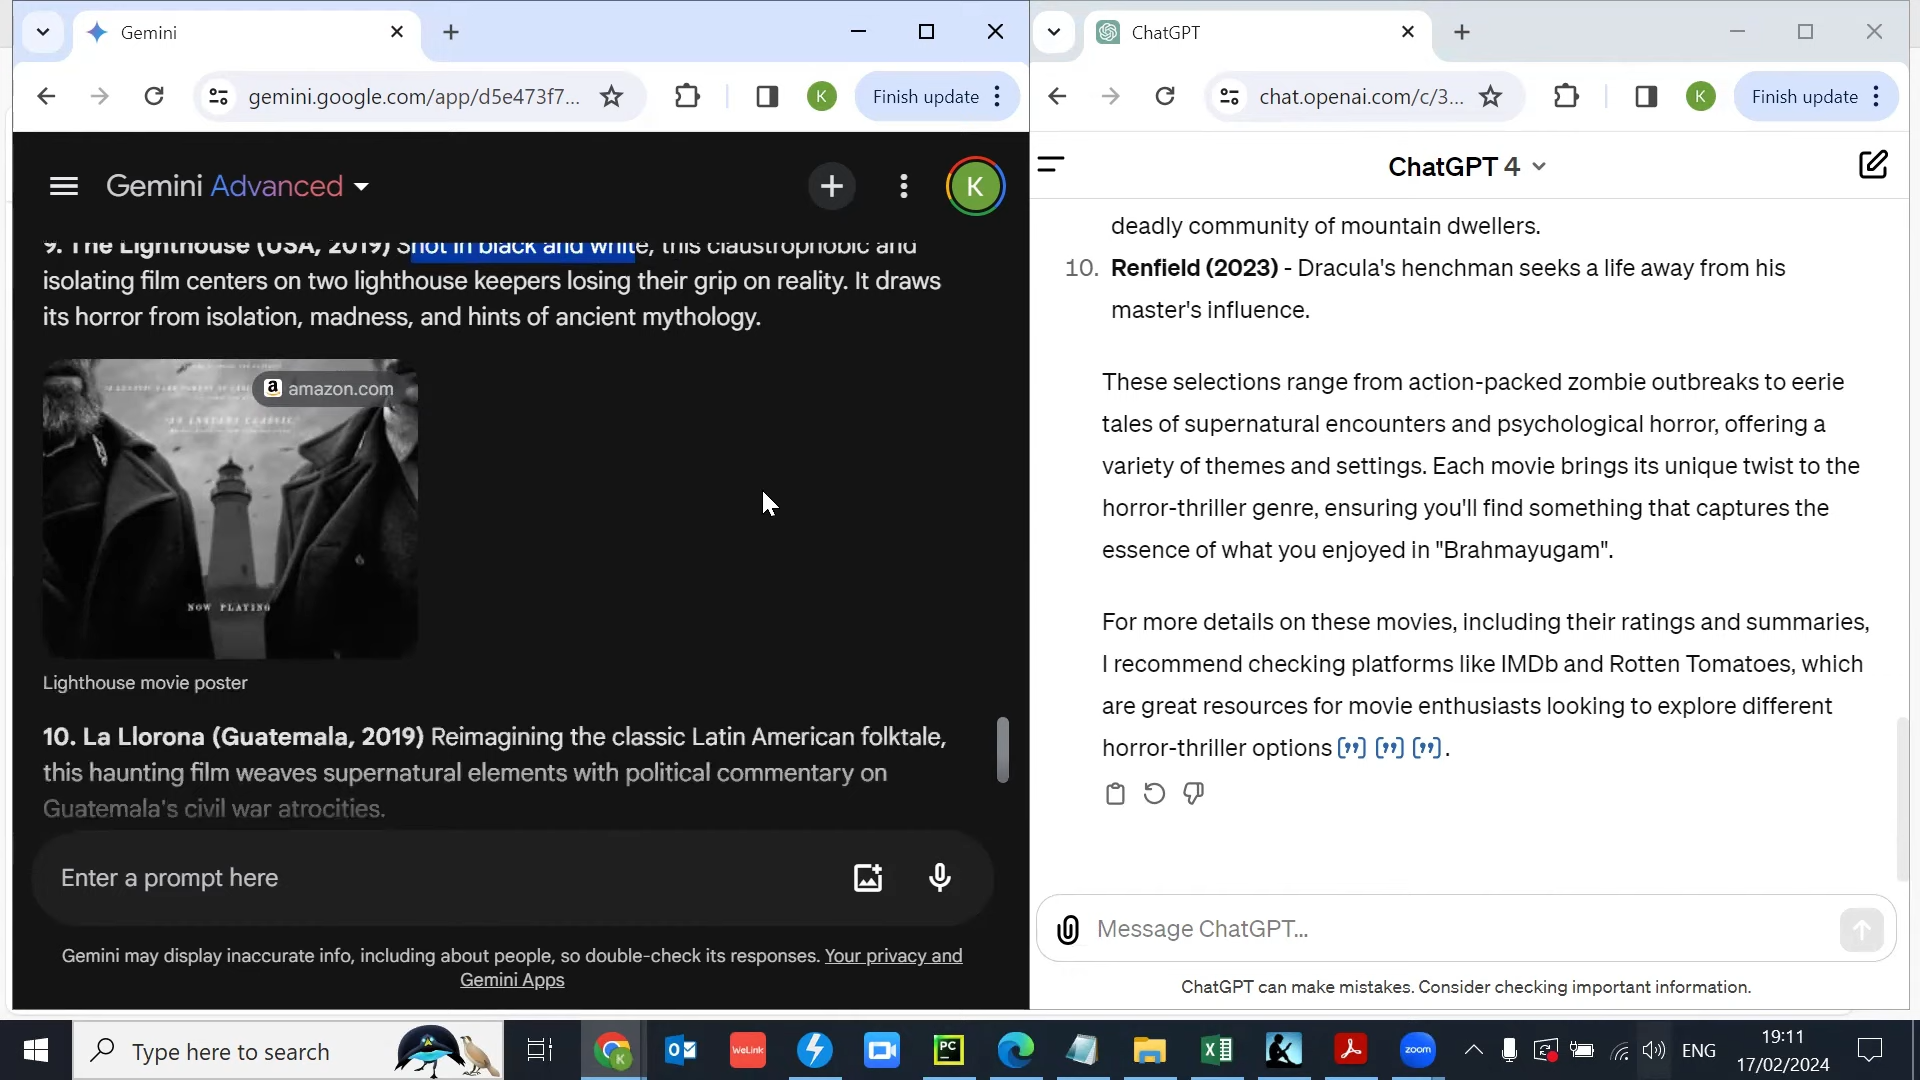 Gemini
gemini.google.com/app/d5e473f7...
K
Finish update
Gemini Advanced
K
9. The Lighthouse (USA, 2019) Shot in black and white, this claustrophobic and
isolating film centers on two lighthouse keepers losing their grip on reality. It draws
its horror from isolation, madness, and hints of ancient mythology.
amazon.com
NOW PLAYING
Lighthouse movie poster
10. La Llorona (Guatemala, 2019) Reimagining the classic Latin American folktale,
this haunting film weaves supernatural elements with political commentary on
Guatemala's civil war atrocities.
Enter a prompt here
Gemini may display inaccurate info, including about people, so double-check its responses. Your privacy and
Gemini Apps
ChatGPT
chat.openai.com/c/3...
K
Finish update
ChatGPT 4
deadly community of mountain dwellers.
10. Renfield (2023) - Dracula's henchman seeks a life away from his
master's influence.
These selections range from action-packed zombie outbreaks to eerie
tales of supernatural encounters and psychological horror, offering a
variety of themes and settings. Each movie brings its unique twist to the
horror-thriller genre, ensuring you'll find something that captures the
essence of what you enjoyed in "Brahmayugam".
For more details on these movies, including their ratings and summaries,
I recommend checking platforms like IMDb and Rotten Tomatoes, which
are great resources for movie enthusiasts looking to explore different
horror-thriller options ["] ["] ["].
Message ChatGPT...
ChatGPT can make mistakes. Consider checking important information.
Type here to search
K
WeLink
PC
zoom
ENG
19:11
17/02/2024